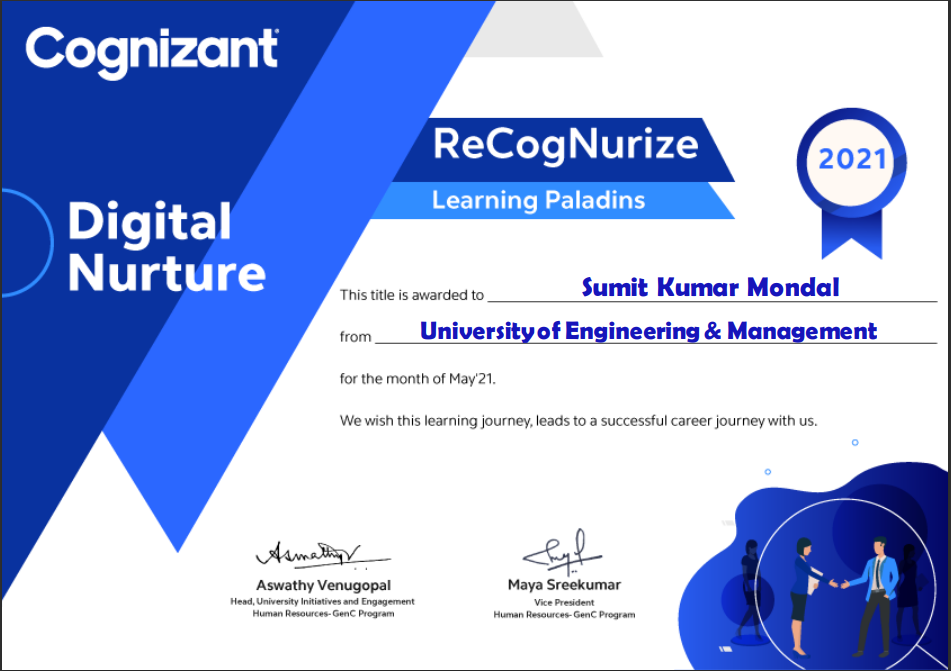 Cognizant
Digital
Nurture
ReCogNurize
Learning Paladins
2021
This title is awarded to Sumit Kumar Mondal
from University of Engineering & Management
for the month of May'21.
We wish this learning journey, leads to a successful career journey with us.
Aswathy Venugopal
Head, University Initiatives and Engagement
Human Resources- GenC Program
Maya Sreekumar
Vice President
Human Resources- GenC Program